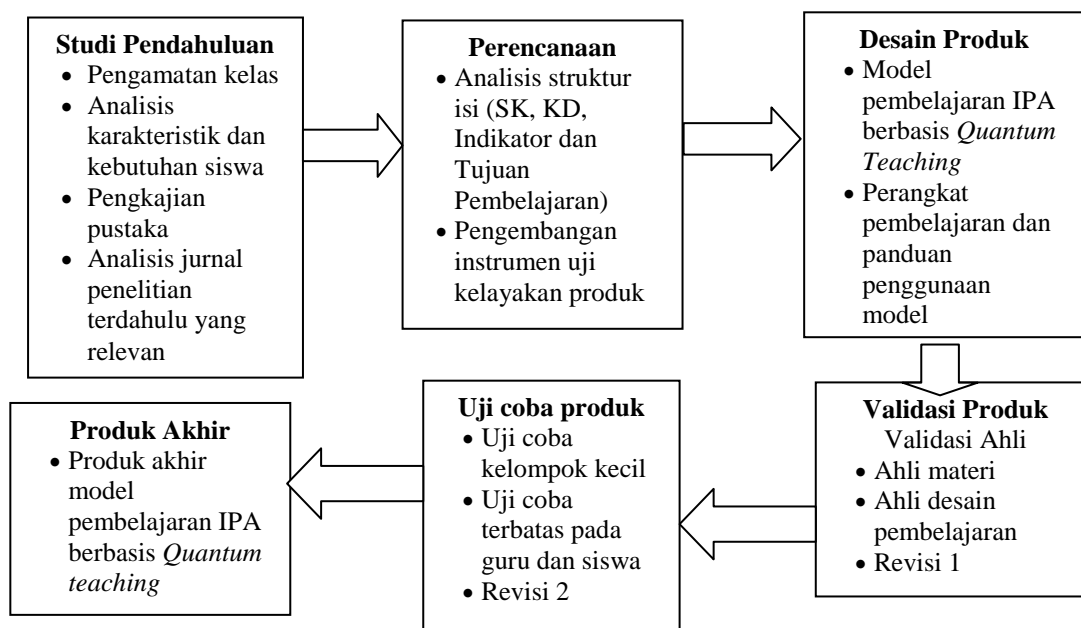 Studi Pendahuluan
• Pengamatan kelas
• Analisis
karakteristik dan
kebutuhan siswa
• Pengkajian
pustaka
• Analisis jurnal
penelitian
terdahulu yang
relevan
Perencanaan
• Analisis struktur
isi (SK, KD,
Indikator dan
Tujuan
Pembelajaran)
• Pengembangan
instrumen uji
kelayakan produk
Desain Produk
• Model
pembelajaran IPA
berbasis Quantum
Teaching
• Perangkat
pembelajaran dan
panduan
penggunaan
model
Validasi Produk
Validasi Ahli
• Ahli materi
• Ahli desain
pembelajaran
• Revisi 1
Uji coba produk
• Uji coba
kelompok kecil
• Uji coba
terbatas pada
guru dan siswa
• Revisi 2
Produk Akhir
• Produk akhir
model
pembelajaran IPA
berbasis Quantum
teaching